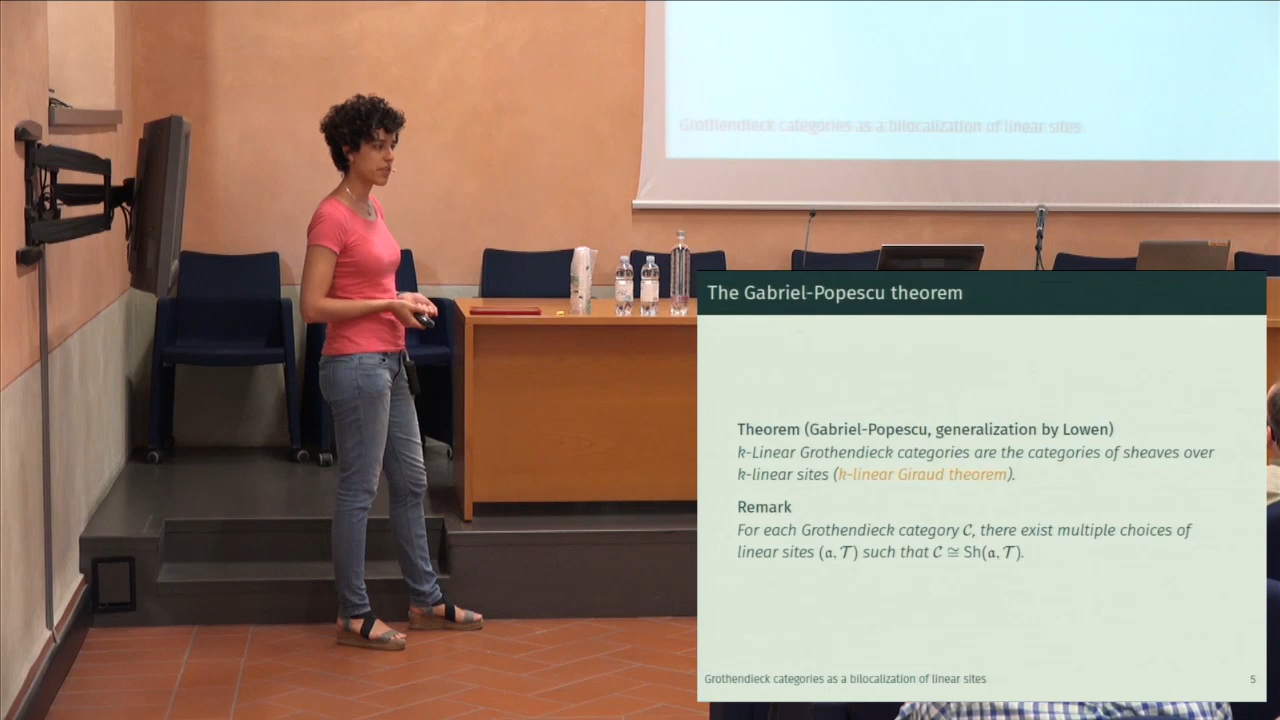 Grothendieck categories as a bilocalization of linear sites
The Gabriel-Popescu theorem
Theorem (Gabriel-Popescu, generalization by Lowen)
k-Linear Grothendieck categories are the categories of sheaves over
k-linear sites (k-linear Giraud theorem).
Remark
For each Grothendieck category 𝒞, there exist multiple choices of
linear sites (𝔞, 𝒯) such that 𝒞 ≅ Sh(𝔞, 𝒯).
Grothendieck categories as a bilocalization of linear sites
5